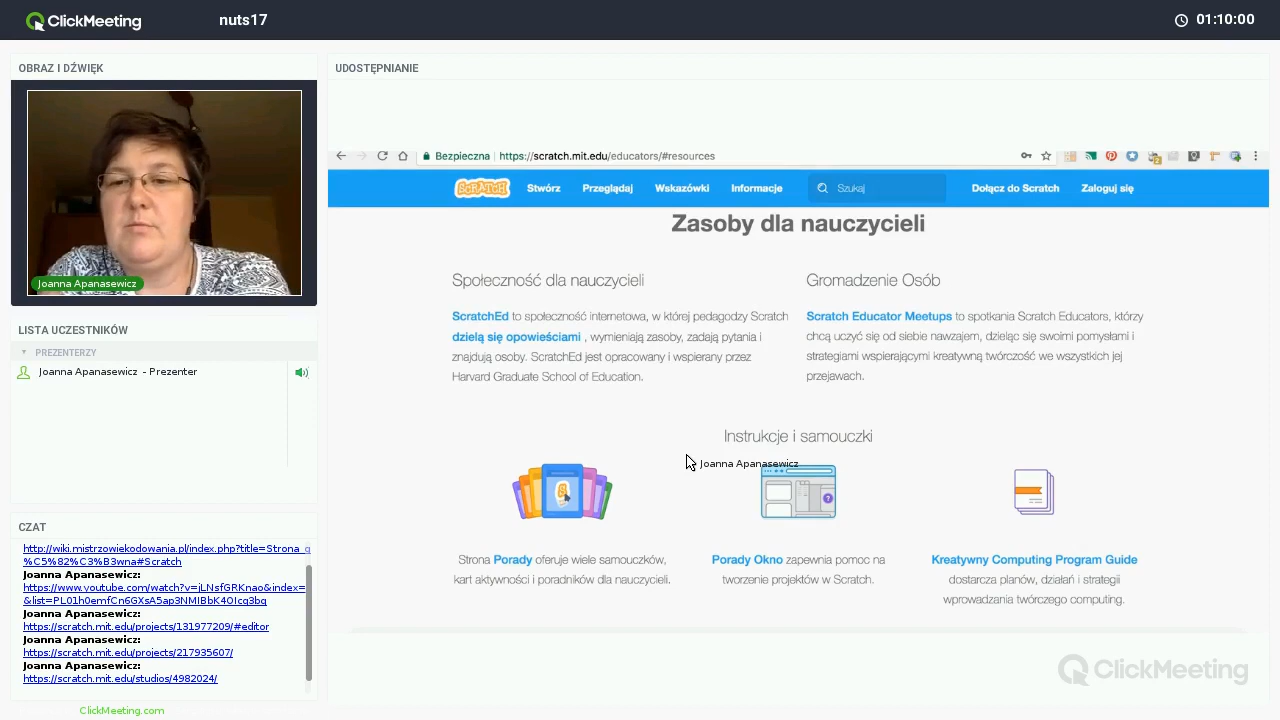 ClickMeeting
nuts17
01:10:00
OBRAZ I DŹWIĘK
Joanna Apanasewicz
LISTA UCZESTNIKÓW
PREZENTERZY
Joanna Apanasewicz - Prezenter
CZAT
http://wiki.mistrzowiekodowania.pl/index.php?title=Strona_g
%C5%82%C3%B3wna#Scratch
Joanna Apanasewicz:
https://www.youtube.com/watch?v=jLNsfGRKnao&index=
&list=PL01h0emfCn6GXsA5ap3NMIBbK4OIcq3bq
Joanna Apanasewicz:
https://scratch.mit.edu/projects/131977209/#editor
Joanna Apanasewicz:
https://scratch.mit.edu/projects/217935607/
Joanna Apanasewicz:
https://scratch.mit.edu/studios/4982024/
ClickMeeting.com
UDOSTĘPNIANIE
Bezpieczna https://scratch.mit.edu/educators/#resources
SCRATCH Stwórz Przeglądaj Wskazówki Informacje Szukaj Dołącz do Scratch Zaloguj się
Zasoby dla nauczycieli
Społeczność dla nauczycieli
ScratchEd to społeczność internetowa, w której pedagodzy Scratch
dzielą się opowieściami , wymieniają zasoby, zadają pytania i
znajdują osoby. ScratchEd jest opracowany i wspierany przez
Harvard Graduate School of Education.
Gromadzenie Osób
Scratch Educator Meetups to spotkania Scratch Educators, którzy
chcą uczyć się od siebie nawzajem, dzieląc się swoimi pomysłami i
strategiami wspierającymi kreatywną twórczość we wszystkich jej
przejawach.
Instrukcje i samouczki
Joanna Apanasewicz
Strona Porady oferuje wiele samouczków,
kart aktywności i poradników dla nauczycieli.
Porady Okno zapewnia pomoc na
tworzenie projektów w Scratch.
Kreatywny Computing Program Guide
dostarcza planów, działań i strategii
wprowadzania twórczego computing.
ClickMeeting